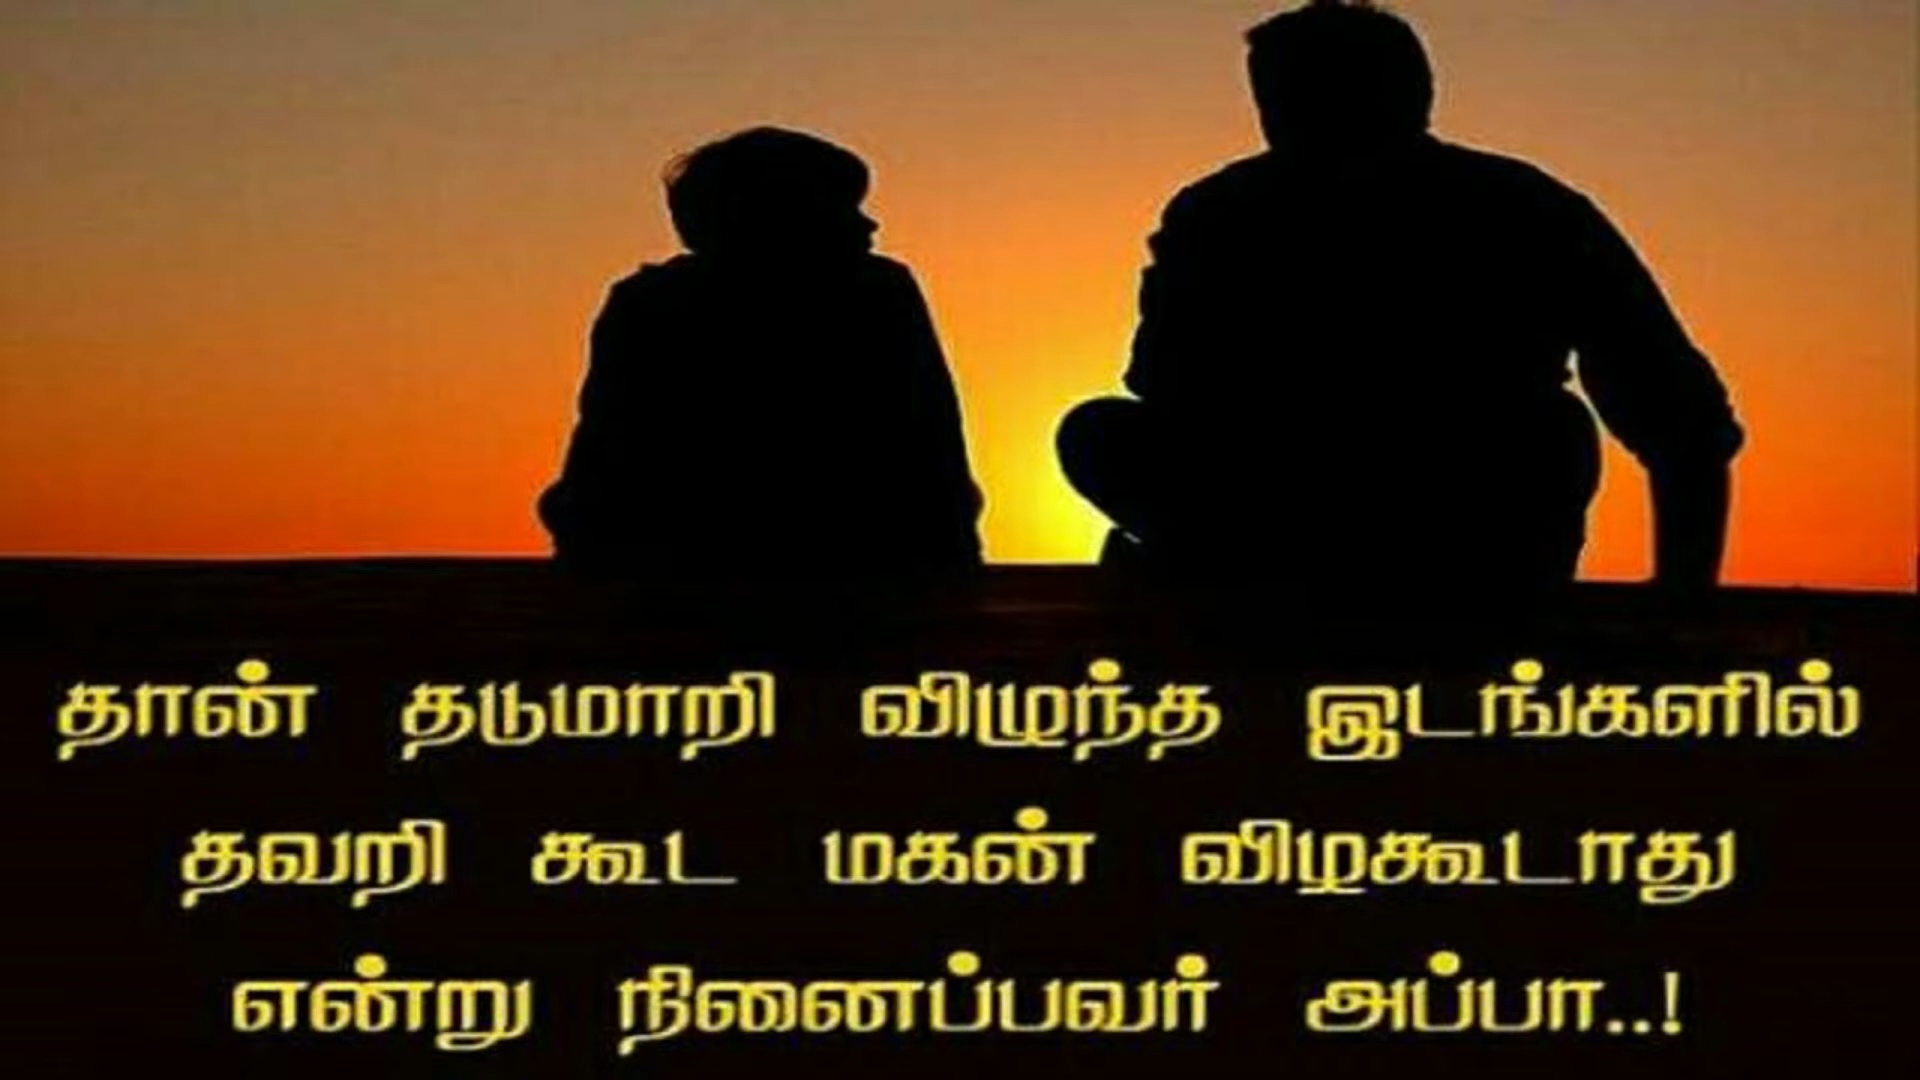 தான் தடுமாறி விழுந்த இடங்களில்
தவறி கூட மகன் விழகூடாது
என்று நினைப்பவர் அப்பா..!